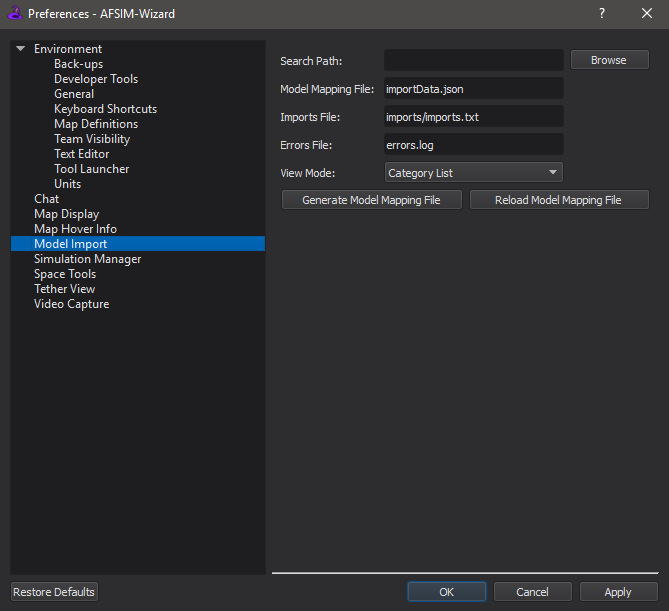 Preferences - AFSIM-Wizard
?
Environment
Back-ups
Developer Tools
General
Keyboard Shortcuts
Map Definitions
Team Visibility
Text Editor
Tool Launcher
Units
Chat
Map Display
Map Hover Info
Model Import
Simulation Manager
Space Tools
Tether View
Video Capture
Search Path:
Browse
Model Mapping File: importData.json
Imports File: imports/imports.txt
Errors File: errors.log
View Mode: Category List
Generate Model Mapping File Reload Model Mapping File
Restore Defaults OK Cancel Apply